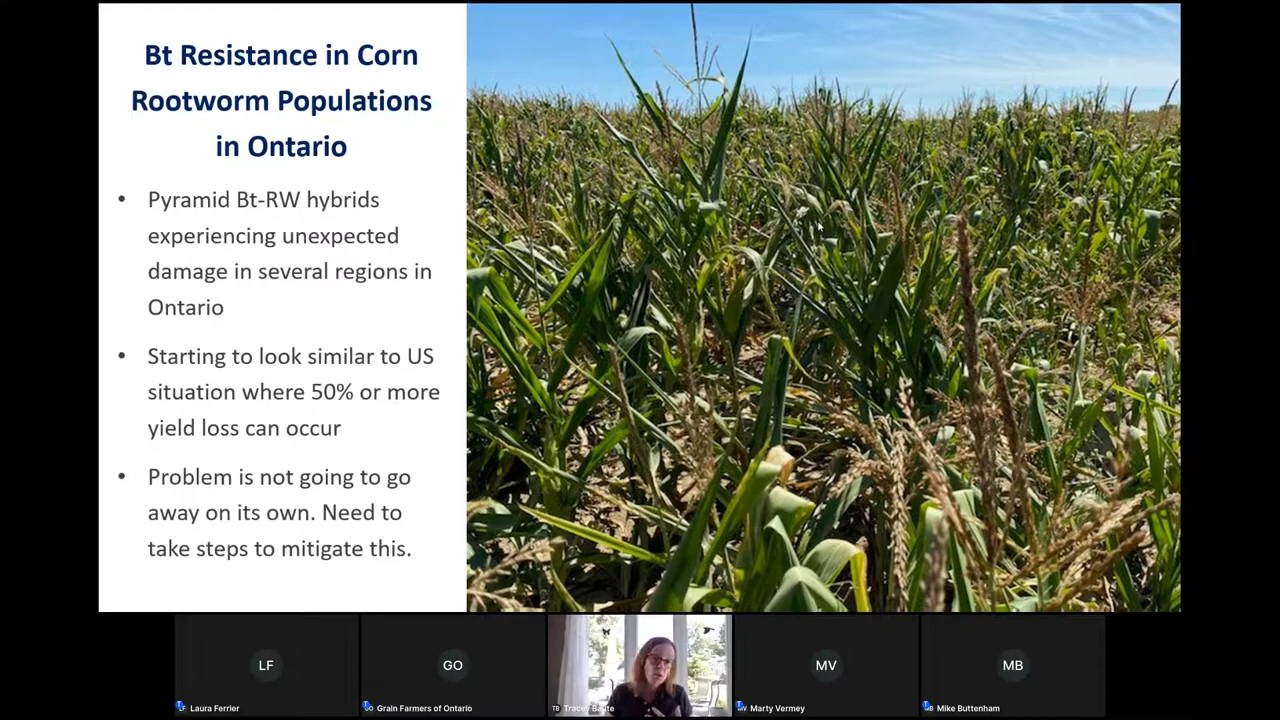 Bt Resistance in Corn
Rootworm Populations
in Ontario
• Pyramid Bt-RW hybrids
experiencing unexpected
damage in several regions in
Ontario
• Starting to look similar to US
situation where 50% or more
yield loss can occur
• Problem is not going to go
away on its own. Need to
take steps to mitigate this.
LF
GO
MV
MB
Laura Ferrier
Grain Farmers of Ontario
TB Tracey Baute
Marty Vermey
Mike Buttenham